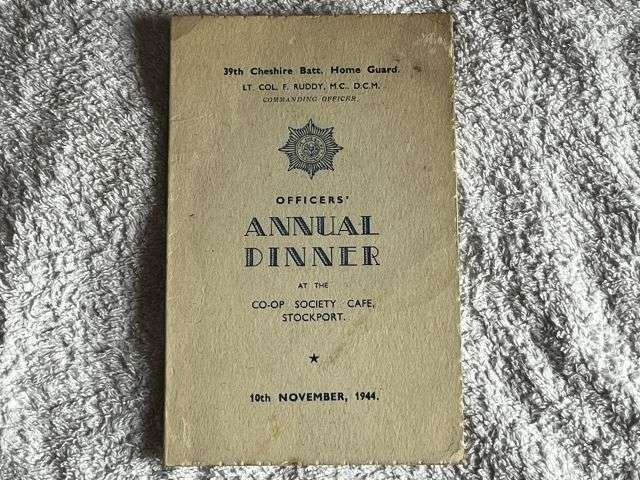 39th Cheshire Batt. Home Guard.
LT. COL. F. RUDDY, M.C., D.C.M.
COMMANDING OFFICER.
OFFICERS'
ANNUAL
DINNER
AT THE
CO-OP SOCIETY CAFE,
STOCKPORT.
10th NOVEMBER, 1944.